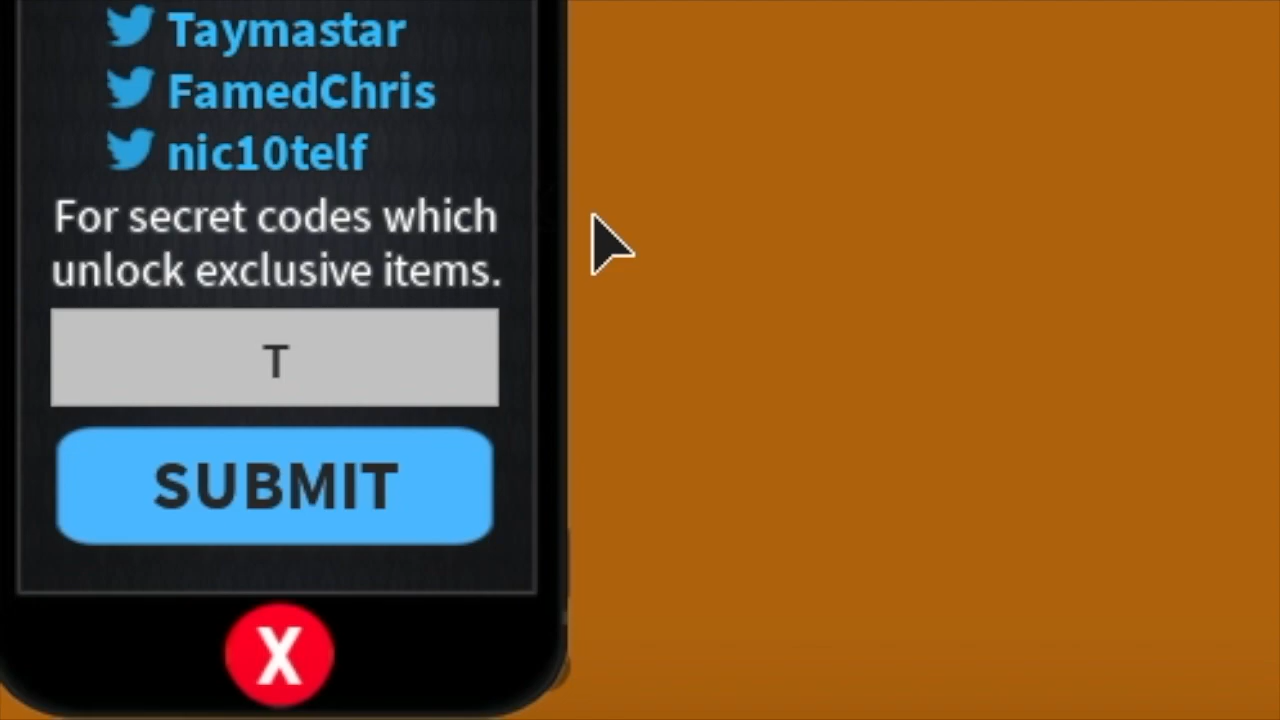 Taymastar
FamedChris
nic10telf
For secret codes which
unlock exclusive items.
T
SUBMIT
X